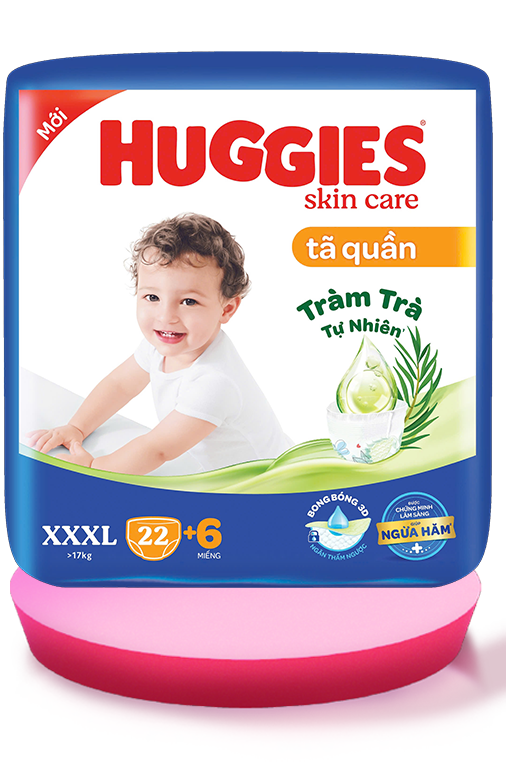 Mới
HUGGIES®
skin care
tã quần
Tràm Trà
Tự Nhiên
BONG BÓNG 3D
NGĂN THẤM NGƯỢC
ĐƯỢC
CHỨNG MINH
LÂM SÀNG
GIÚP
NGỪA HĂM
XXXL
>17kg
22 +6
MIẾNG